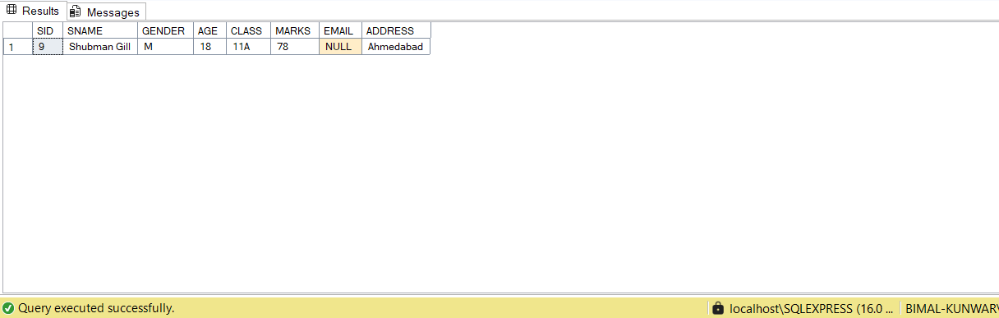 Results Messages
SID SNAME GENDER AGE CLASS MARKS EMAIL ADDRESS
1 9 Shubman Gill M 18 11A 78 NULL Ahmedabad
Query executed successfully. localhost\SQLEXPRESS (16.0 ... BIMAL-KUNWAR\